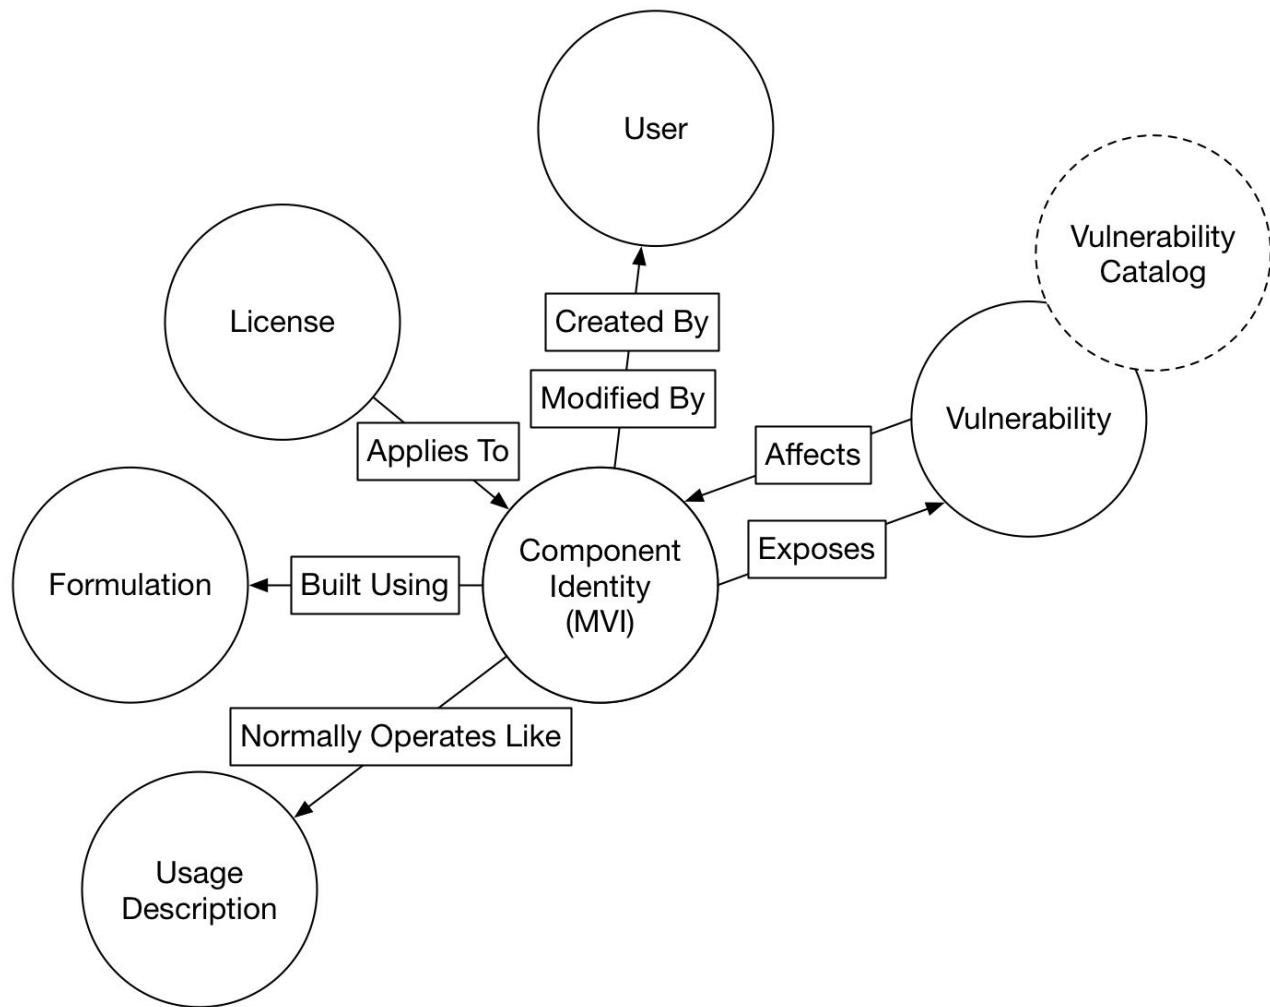 User
Vulnerability
Catalog
License
Created By
Modified By
Vulnerability
Applies To
Affects
Exposes
Component
Identity
(MVI)
Formulation
Built Using
Normally Operates Like
Usage
Description